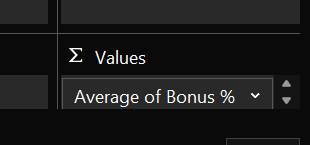 Σ Values
Average of Bonus %